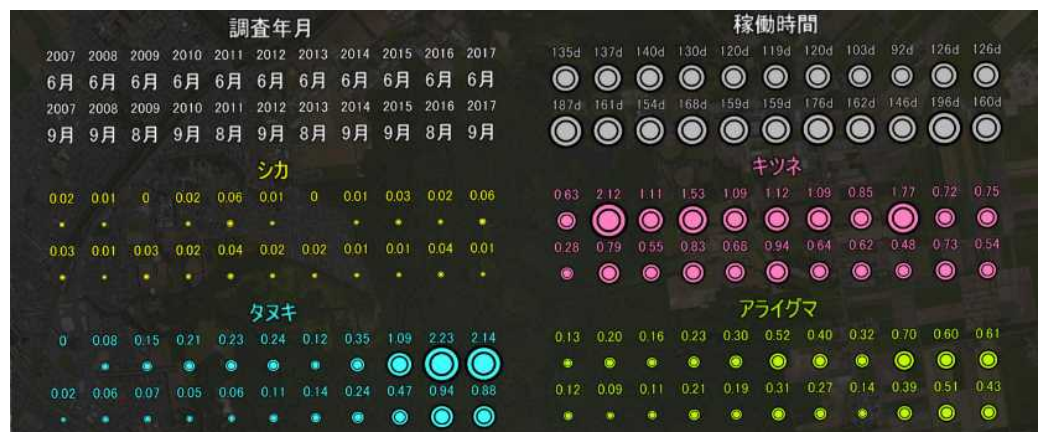 調査年月
2007 2008 2009 2010 2011 2012 2013 2014 2015 2016 2017
6月 6月 6月 6月 6月 6月 6月 6月 6月 6月 6月
2007 2008 2009 2010 2011 2012 2013 2014 2015 2016 2017
9月 9月 8月 9月 8月 9月 8月 9月 9月 8月 9月
稼働時間
135d 137d 140d 130d 120d 119d 120d 103d 92d 126d 126d
187d 161d 154d 168d 159d 159d 176d 162d 146d 196d 160d
シカ
0.02 0.01 0 0.02 0.06 0.01 0 0.01 0.03 0.02 0.06
0.03 0.01 0.03 0.02 0.04 0.02 0.02 0.01 0.01 0.04 0.01
キツネ
0.63 2.12 1.11 1.53 1.09 1.12 1.09 0.85 1.77 0.72 0.75
0.28 0.79 0.55 0.83 0.68 0.94 0.64 0.62 0.48 0.73 0.54
タヌキ
0 0.08 0.15 0.21 0.23 0.24 0.12 0.35 1.09 2.23 2.14
0.02 0.06 0.07 0.05 0.06 0.11 0.14 0.24 0.47 0.94 0.88
アライグマ
0.13 0.20 0.16 0.23 0.30 0.52 0.40 0.32 0.70 0.60 0.61
0.12 0.09 0.11 0.21 0.19 0.31 0.27 0.14 0.39 0.51 0.43